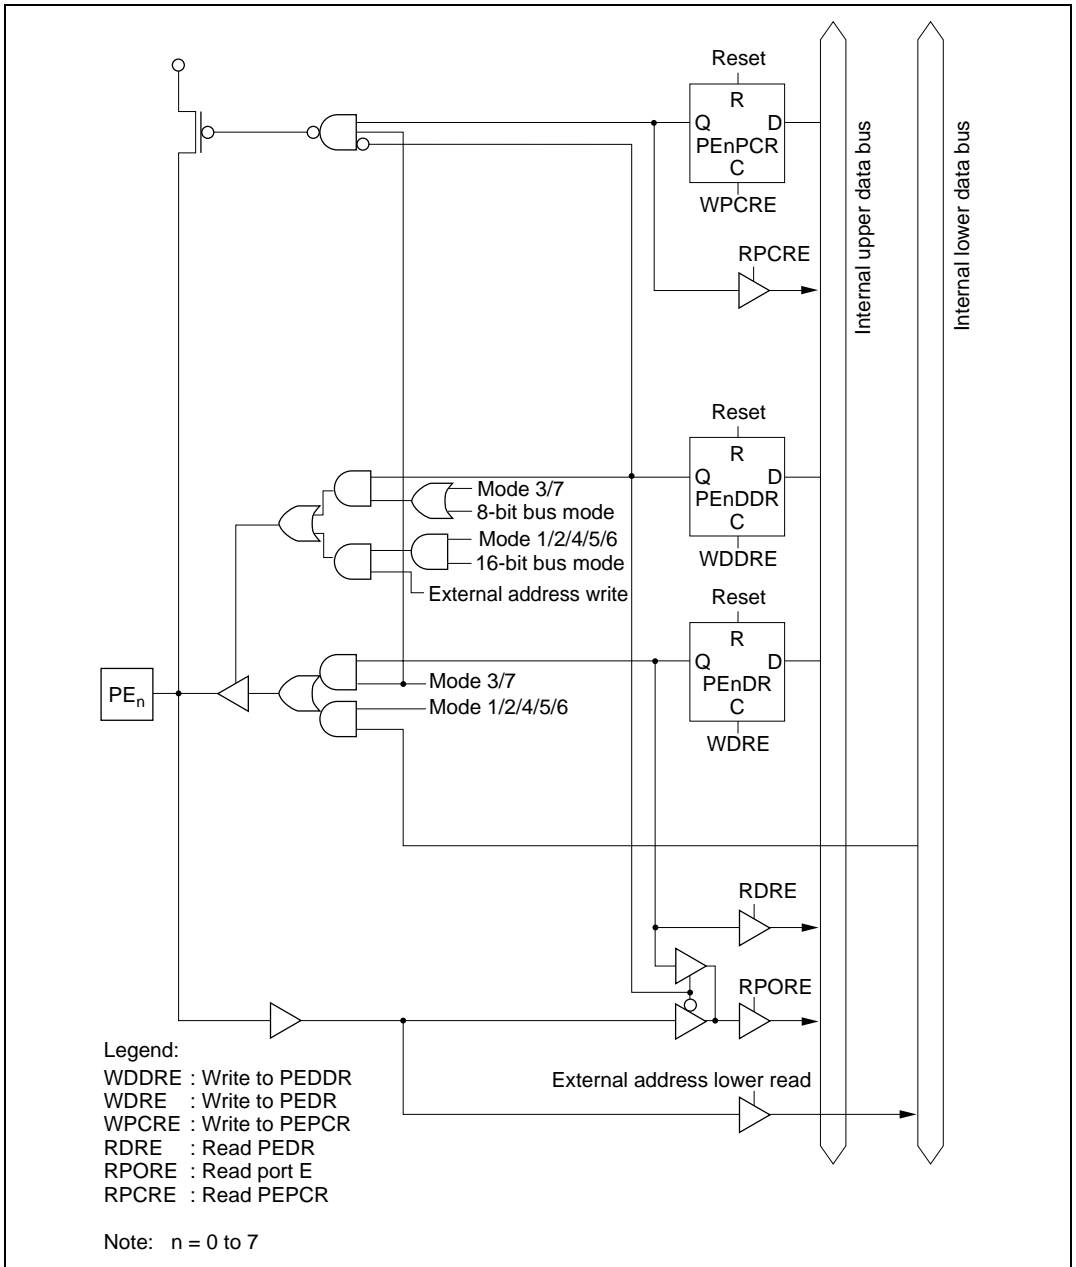 Reset
R
Q D
PEnPCR
C
WPCRE
RPCRE
Internal upper data bus
Internal lower data bus
Reset
R
Q D
PEnDDR
C
WDDRE
Mode 3/7
8-bit bus mode
Mode 1/2/4/5/6
16-bit bus mode
External address write
Reset
R
Q D
PEnDR
C
WDRE
PEn
Mode 3/7
Mode 1/2/4/5/6
RDRE
RPORE
External address lower read
Legend:
WDDRE : Write to PEDDR
WDRE : Write to PEDR
WPCRE : Write to PEPCR
RDRE : Read PEDR
RPORE : Read port E
RPCRE : Read PEPCR
Note: n = 0 to 7